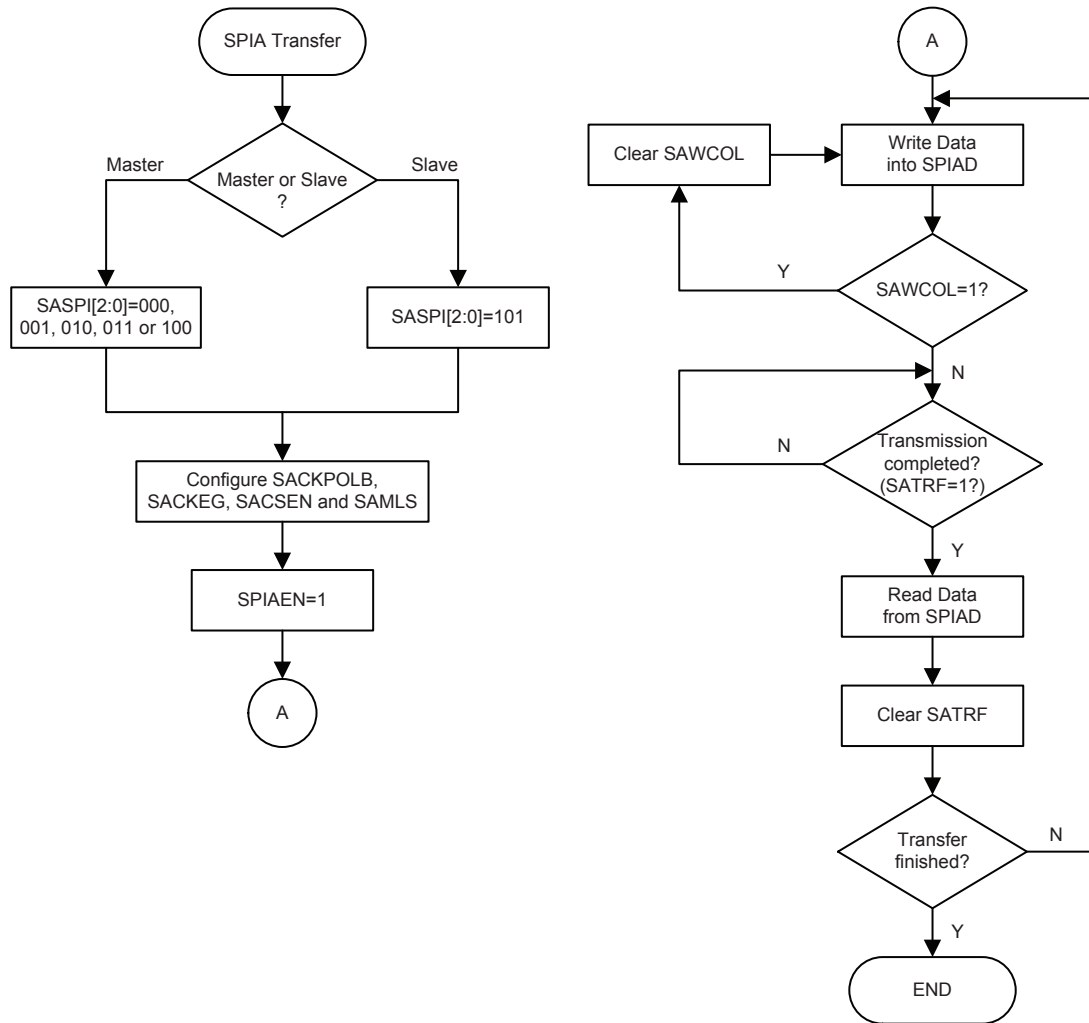 SPIA Transfer
Master
Slave
Master or Slave
?
SASPI[2:0]=000,
001, 010, 011 or 100
SASPI[2:0]=101
Configure SACKPOLB,
SACKEG, SACSEN and SAMLS
SPIAEN=1
A
A
Clear SAWCOL
Write Data
into SPIAD
Y
SAWCOL=1?
N
N
Transmission
completed?
(SATRF=1?)
Y
Read Data
from SPIAD
Clear SATRF
Transfer
finished?
N
Y
END